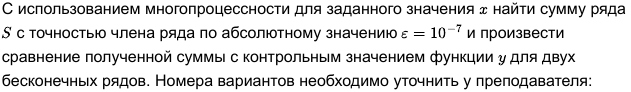 С использованием многопроцессности для заданного значения x найти сумму ряда
S с точностью члена ряда по абсолютному значению ε = 10⁻⁷ и произвести
сравнение полученной суммы с контрольным значением функции y для двух
бесконечных рядов. Номера вариантов необходимо уточнить у преподавателя: